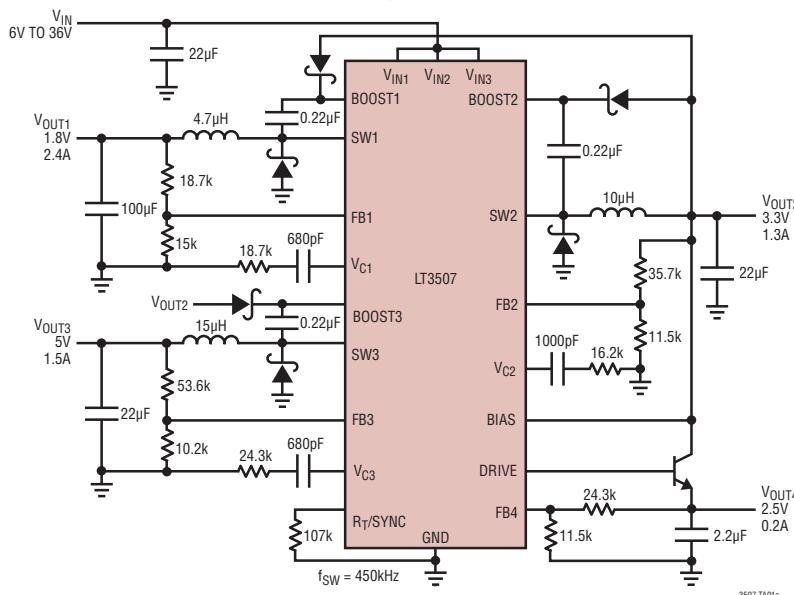 VIN
6V TO 36V
22µF
VIN1 VIN2 VIN3
BOOST1
BOOST2
0.22µF
0.22µF
VOUT1
1.8V
2.4A
4.7µH
SW1
18.7k
100µF
FB1
15k
18.7k
680pF
VC1
LT3507
SW2
10µH
3.3V
1.3A
35.7k
22µF
FB2
11.5k
VOUT2
BOOST3
0.22µF
VOUT3
5V
1.5A
15µH
SW3
1000pF
16.2k
VC2
53.6k
22µF
FB3
BIAS
10.2k
24.3k
680pF
VC3
DRIVE
RT/SYNC
107k
GND
fSW = 450kHz
FB4
24.3k
11.5k
VOUT4
2.5V
0.2A
2.2µF